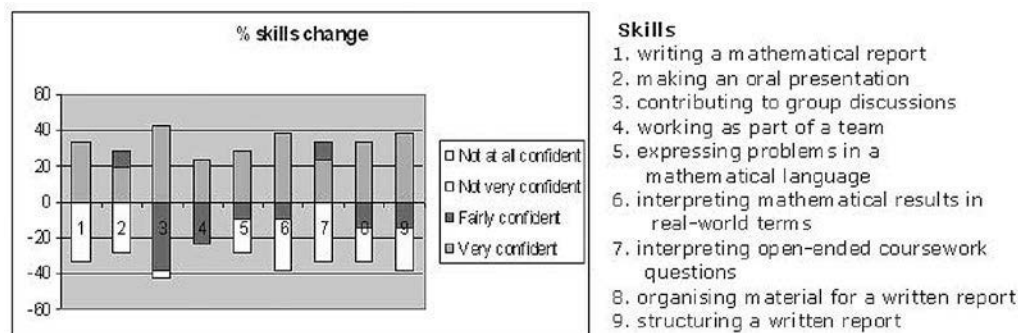 % skills change
60
40
20
0
-20
-40
-60
1 2 3 4 5 6 7 8 9
Not at all confident
Not very confident
Fairly confident
Very confident
Skills
1. writing a mathematical report
2. making an oral presentation
3. contributing to group discussions
4. working as part of a team
5. expressing problems in a
mathematical language
6. interpreting mathematical results in
real-world terms
7. interpreting open-ended coursework
questions
8. organising material for a written report
9. structuring a written report